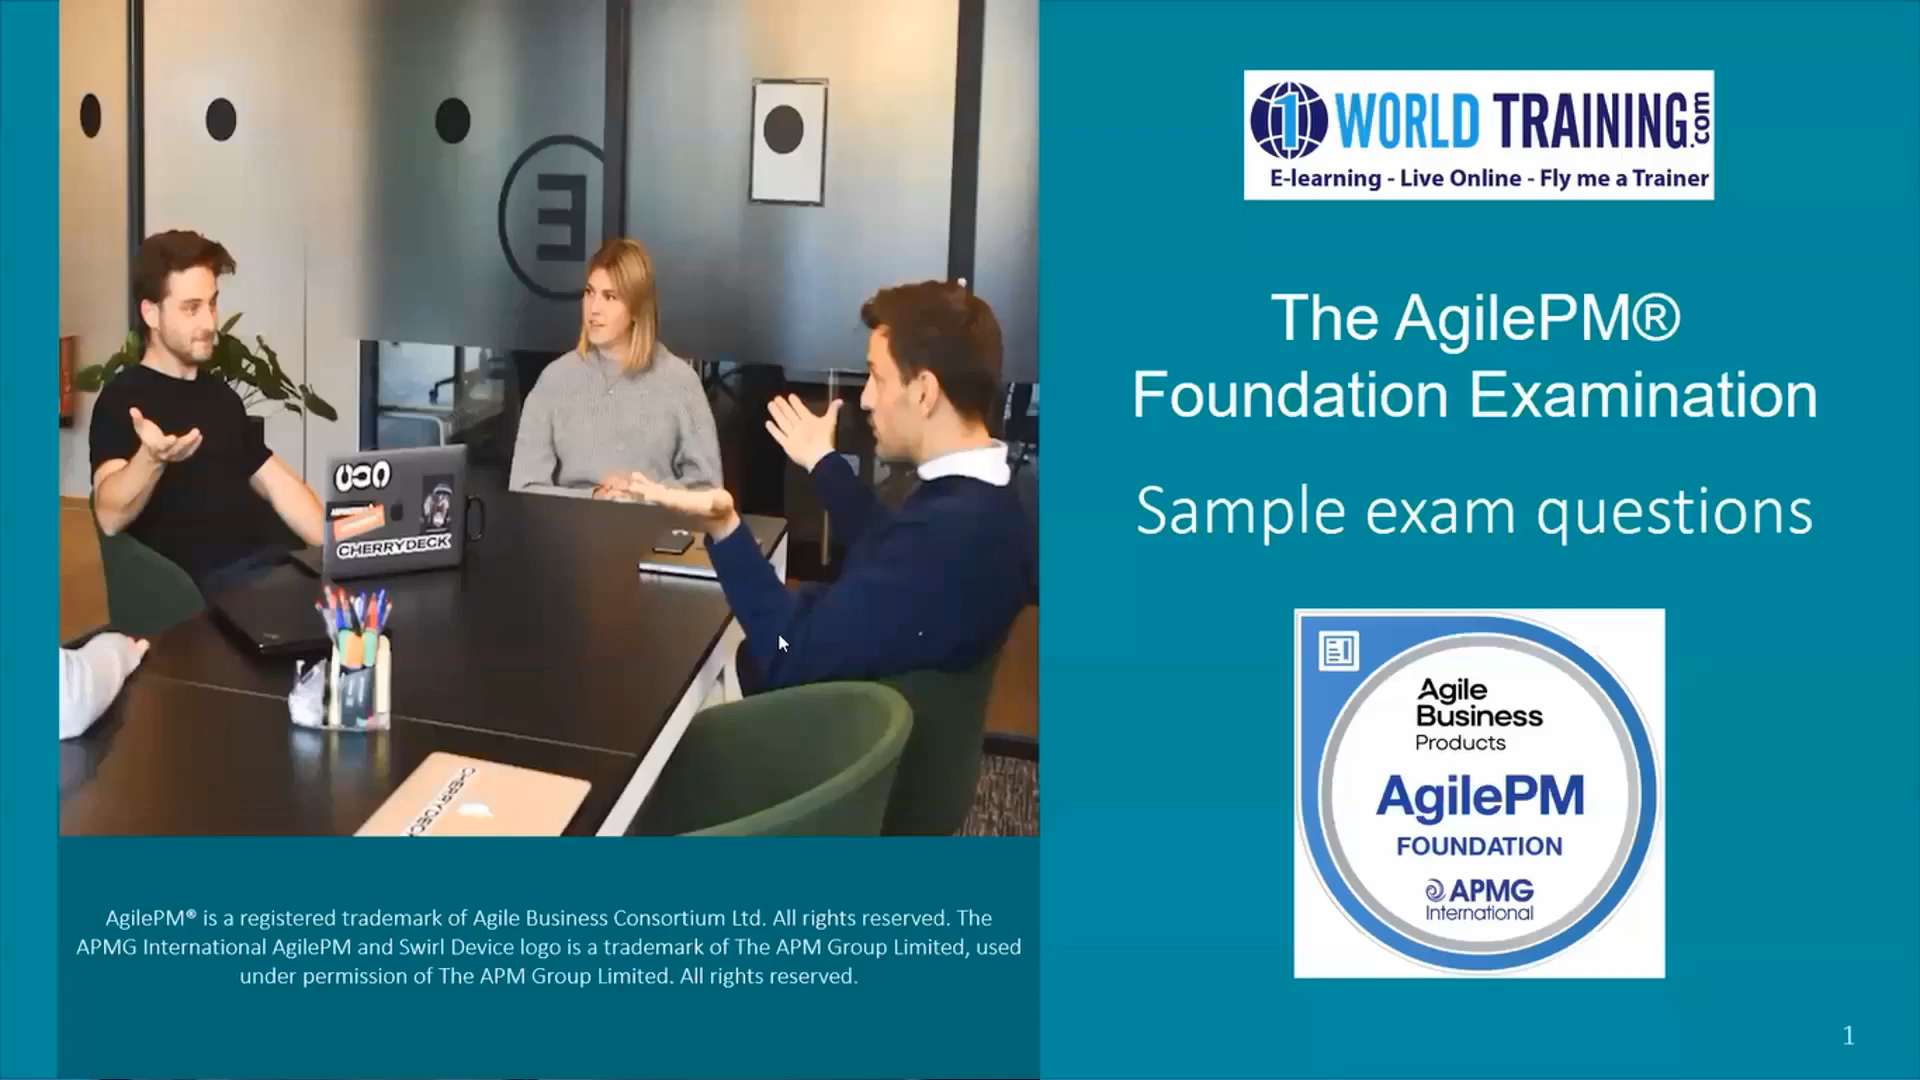 1 WORLD TRAINING.com
E-learning - Live Online - Fly me a Trainer
The AgilePM®
Foundation Examination
Sample exam questions
Agile
Business
Products
AgilePM
FOUNDATION
APMG
International
E
CHERRYDECK
CHERRYDECK
AgilePM® is a registered trademark of Agile Business Consortium Ltd. All rights reserved. The
APMG International AgilePM and Swirl Device logo is a trademark of The APM Group Limited, used
under permission of The APM Group Limited. All rights reserved.
1